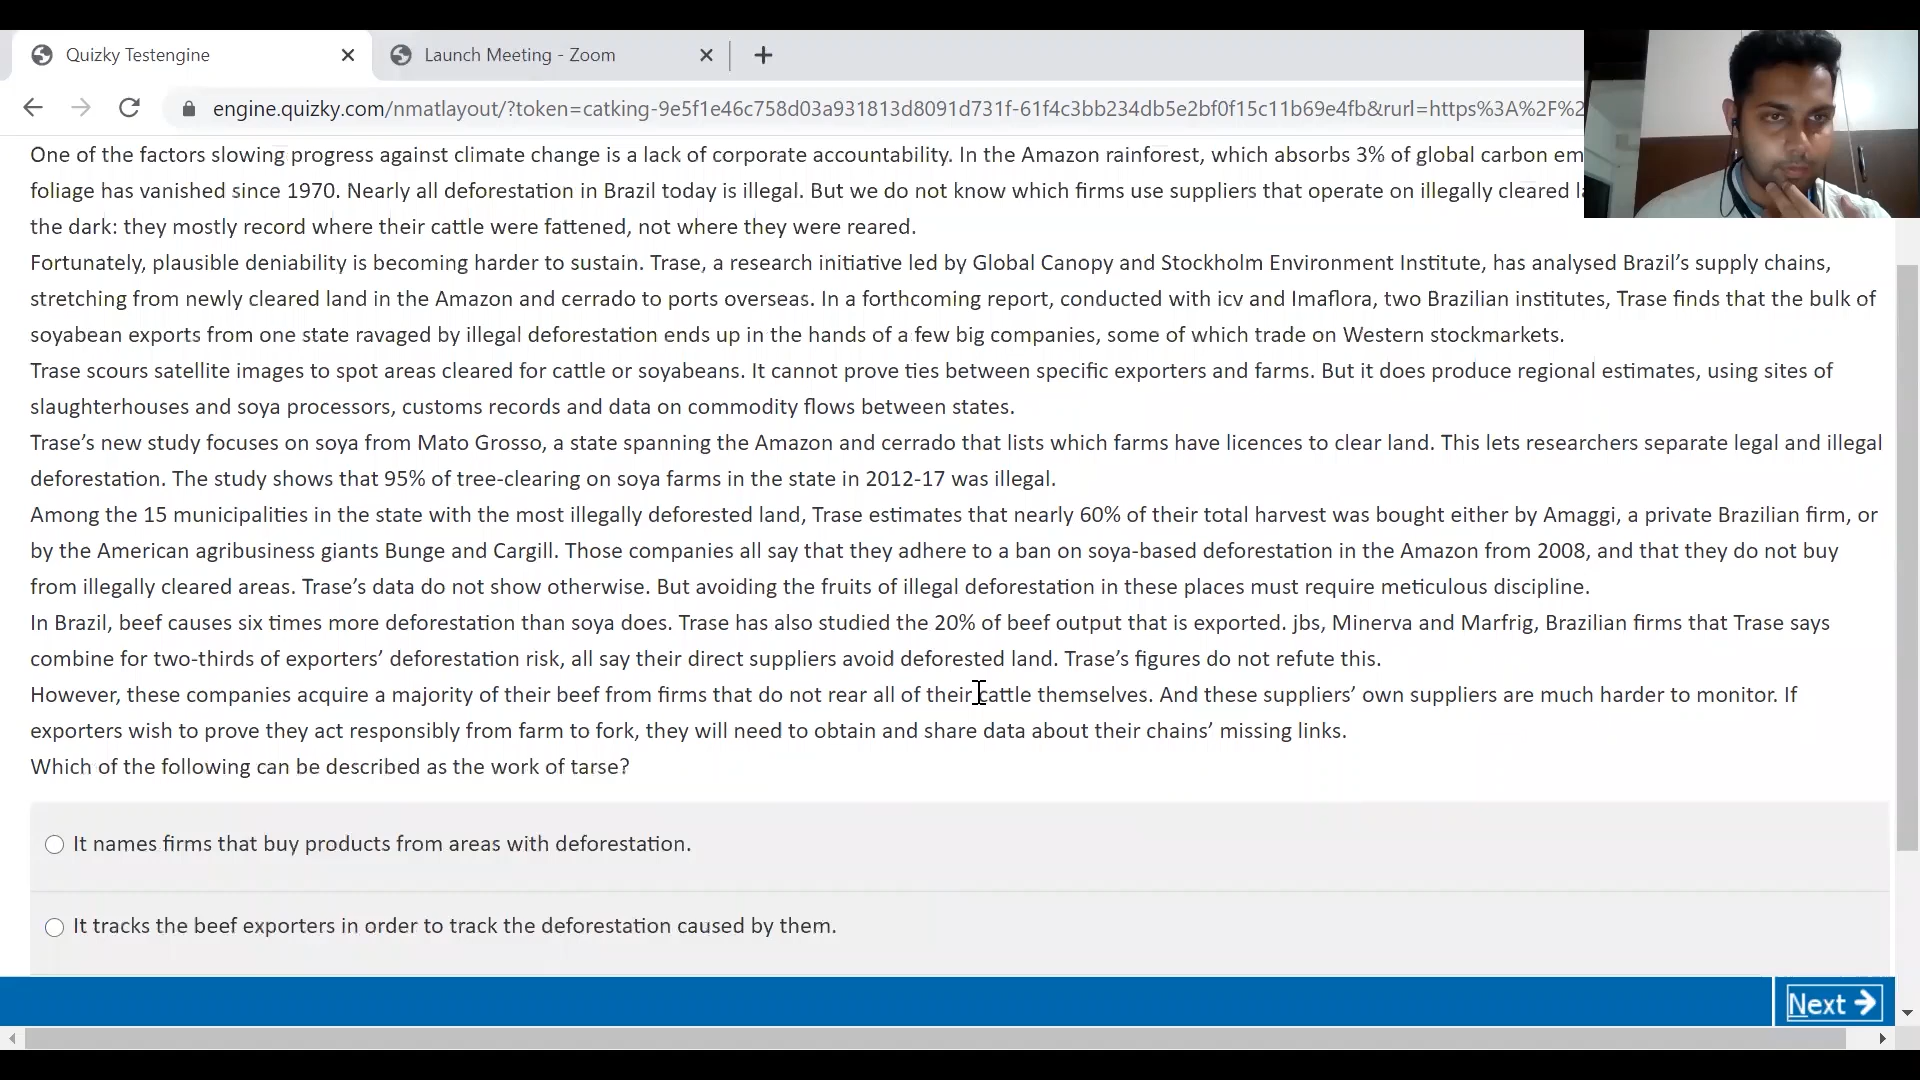 Quizky Testengine
Launch Meeting - Zoom
engine.quizky.com/nmatlayout/?token=catking-9e5f1e46c758d03a931813d8091d731f-61f4c3bb234db5e2bf0f15c11b69e4fb&rurl=https%3A%2F%2
One of the factors slowing progress against climate change is a lack of corporate accountability. In the Amazon rainforest, which absorbs 3% of global carbon em
foliage has vanished since 1970. Nearly all deforestation in Brazil today is illegal. But we do not know which firms use suppliers that operate on illegally cleared l
the dark: they mostly record where their cattle were fattened, not where they were reared.
Fortunately, plausible deniability is becoming harder to sustain. Trase, a research initiative led by Global Canopy and Stockholm Environment Institute, has analysed Brazil’s supply chains,
stretching from newly cleared land in the Amazon and cerrado to ports overseas. In a forthcoming report, conducted with icv and Imaflora, two Brazilian institutes, Trase finds that the bulk of
soyabean exports from one state ravaged by illegal deforestation ends up in the hands of a few big companies, some of which trade on Western stockmarkets.
Trase scours satellite images to spot areas cleared for cattle or soyabeans. It cannot prove ties between specific exporters and farms. But it does produce regional estimates, using sites of
slaughterhouses and soya processors, customs records and data on commodity flows between states.
Trase’s new study focuses on soya from Mato Grosso, a state spanning the Amazon and cerrado that lists which farms have licences to clear land. This lets researchers separate legal and illegal
deforestation. The study shows that 95% of tree-clearing on soya farms in the state in 2012-17 was illegal.
Among the 15 municipalities in the state with the most illegally deforested land, Trase estimates that nearly 60% of their total harvest was bought either by Amaggi, a private Brazilian firm, or
by the American agribusiness giants Bunge and Cargill. Those companies all say that they adhere to a ban on soya-based deforestation in the Amazon from 2008, and that they do not buy
from illegally cleared areas. Trase’s data do not show otherwise. But avoiding the fruits of illegal deforestation in these places must require meticulous discipline.
In Brazil, beef causes six times more deforestation than soya does. Trase has also studied the 20% of beef output that is exported. jbs, Minerva and Marfrig, Brazilian firms that Trase says
combine for two-thirds of exporters’ deforestation risk, all say their direct suppliers avoid deforested land. Trase’s figures do not refute this.
However, these companies acquire a majority of their beef from firms that do not rear all of their cattle themselves. And these suppliers’ own suppliers are much harder to monitor. If
exporters wish to prove they act responsibly from farm to fork, they will need to obtain and share data about their chains’ missing links.
Which of the following can be described as the work of tarse?
It names firms that buy products from areas with deforestation.
It tracks the beef exporters in order to track the deforestation caused by them.
Next